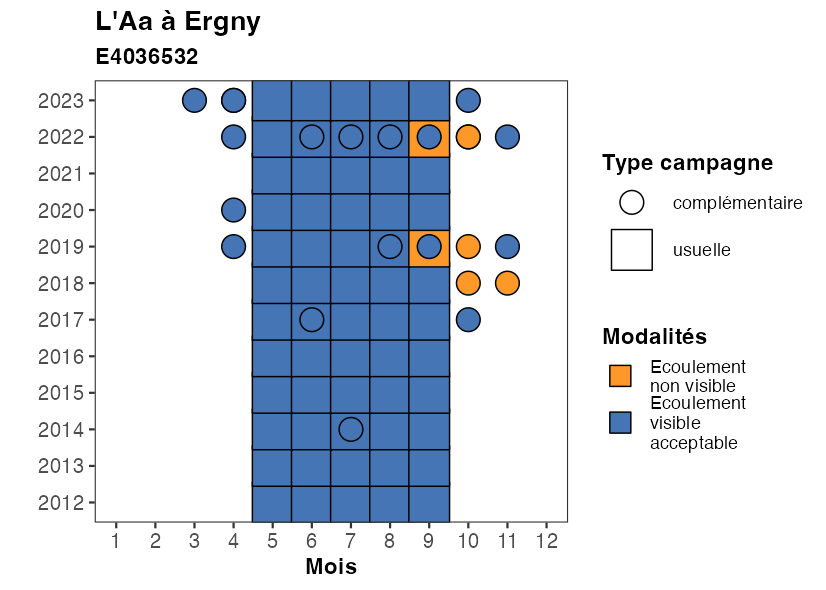 L'Aa à Ergny
E4036532
2023
2022
2021
2020
2019
2018
2017
2016
2015
2014
2013
2012
1 2 3 4 5 6 7 8 9 10 11 12
Mois
Type campagne
complémentaire
usuelle
Modalités
Ecoulement
non visible
Ecoulement
visible
acceptable